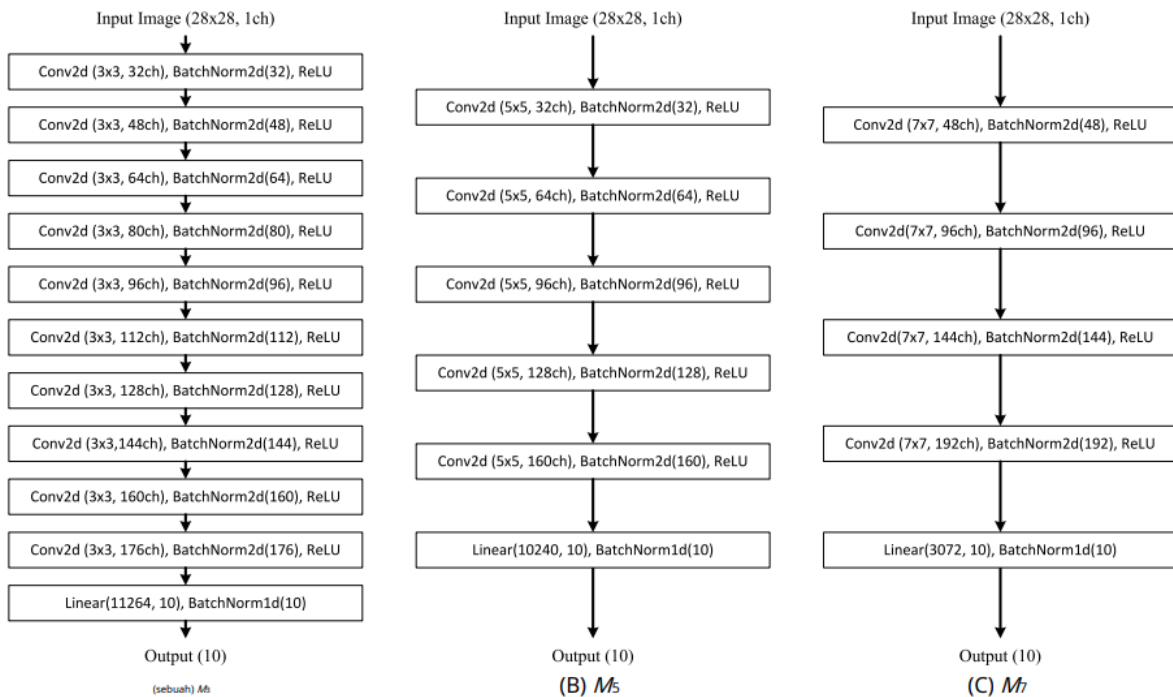 Input Image (28x28, 1ch)
Conv2d (3x3, 32ch), BatchNorm2d(32), ReLU
Conv2d (3x3, 48ch), BatchNorm2d(48), ReLU
Conv2d (3x3, 64ch), BatchNorm2d(64), ReLU
Conv2d (3x3, 80ch), BatchNorm2d(80), ReLU
Conv2d (3x3, 96ch), BatchNorm2d(96), ReLU
Conv2d (3x3, 112ch), BatchNorm2d(112), ReLU
Conv2d (3x3, 128ch), BatchNorm2d(128), ReLU
Conv2d (3x3,144ch), BatchNorm2d(144), ReLU
Conv2d (3x3, 160ch), BatchNorm2d(160), ReLU
Conv2d (3x3, 176ch), BatchNorm2d(176), ReLU
Linear(11264, 10), BatchNorm1d(10)
Output (10)
(sebuah) M3
Input Image (28x28, 1ch)
Conv2d (5x5, 32ch), BatchNorm2d(32), ReLU
Conv2d (5x5, 64ch), BatchNorm2d(64), ReLU
Conv2d (5x5, 96ch), BatchNorm2d(96), ReLU
Conv2d (5x5, 128ch), BatchNorm2d(128), ReLU
Conv2d (5x5, 160ch), BatchNorm2d(160), ReLU
Linear(10240, 10), BatchNorm1d(10)
Output (10)
(B) M5
Input Image (28x28, 1ch)
Conv2d (7x7, 48ch), BatchNorm2d(48), ReLU
Conv2d(7x7, 96ch), BatchNorm2d(96), ReLU
Conv2d(7x7, 144ch), BatchNorm2d(144), ReLU
Conv2d (7x7, 192ch), BatchNorm2d(192), ReLU
Linear(3072, 10), BatchNorm1d(10)
Output (10)
(C) M7